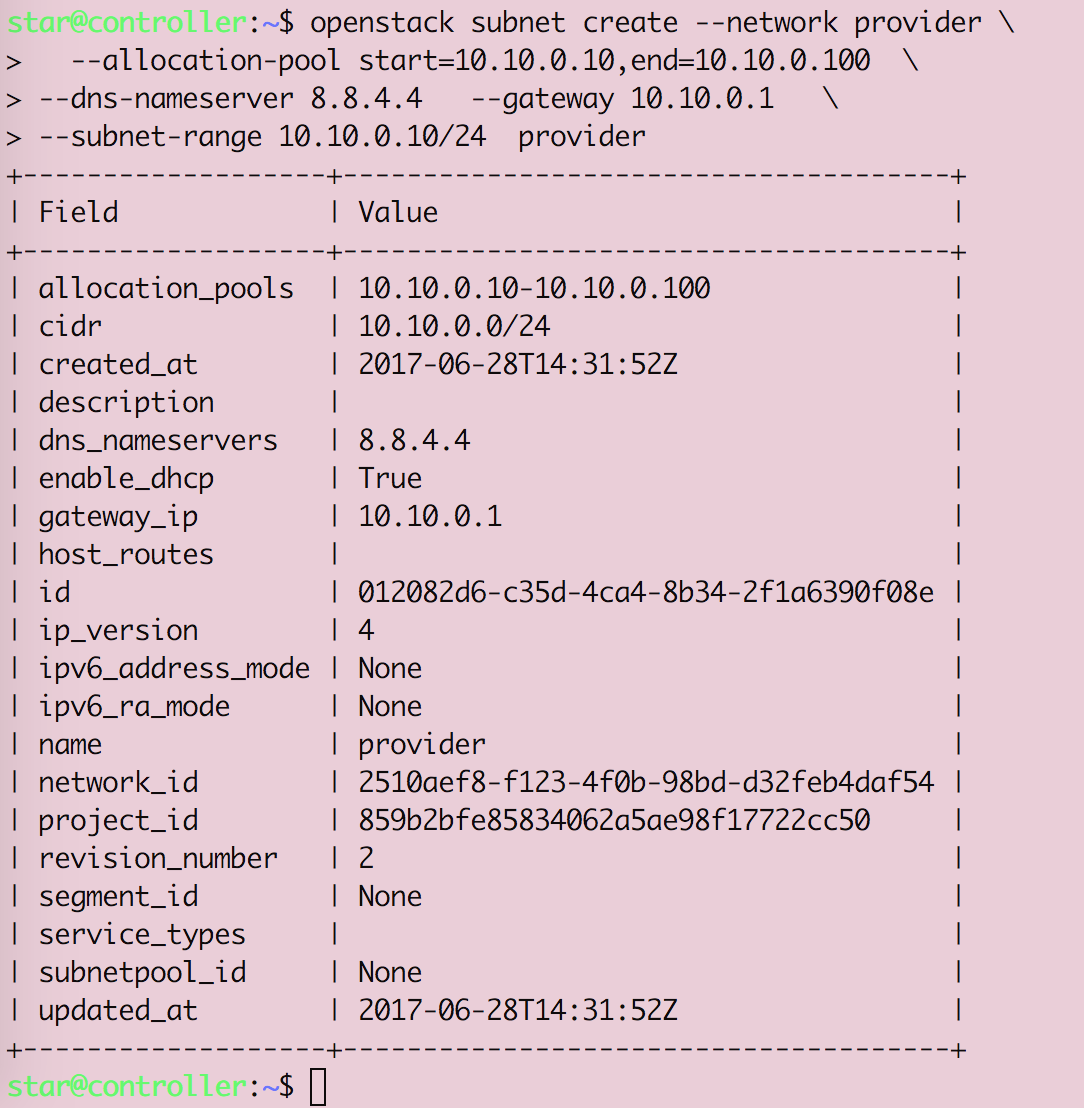 star@controller:~$ openstack subnet create --network provider \
>   --allocation-pool start=10.10.0.10,end=10.10.0.100  \
> --dns-nameserver 8.8.4.4   --gateway 10.10.0.1   \
> --subnet-range 10.10.0.10/24  provider
+-------------------+--------------------------------------+
| Field             | Value                                |
+-------------------+--------------------------------------+
| allocation_pools  | 10.10.0.10-10.10.0.100               |
| cidr              | 10.10.0.0/24                         |
| created_at        | 2017-06-28T14:31:52Z                 |
| description       |                                      |
| dns_nameservers   | 8.8.4.4                              |
| enable_dhcp       | True                                 |
| gateway_ip        | 10.10.0.1                            |
| host_routes       |                                      |
| id                | 012082d6-c35d-4ca4-8b34-2f1a6390f08e |
| ip_version        | 4                                    |
| ipv6_address_mode | None                                 |
| ipv6_ra_mode      | None                                 |
| name              | provider                             |
| network_id        | 2510aef8-f123-4f0b-98bd-d32feb4daf54 |
| project_id        | 859b2bfe85834062a5ae98f17722cc50     |
| revision_number   | 2                                    |
| segment_id        | None                                 |
| service_types     |                                      |
| subnetpool_id     | None                                 |
| updated_at        | 2017-06-28T14:31:52Z                 |
+-------------------+--------------------------------------+
star@controller:~$